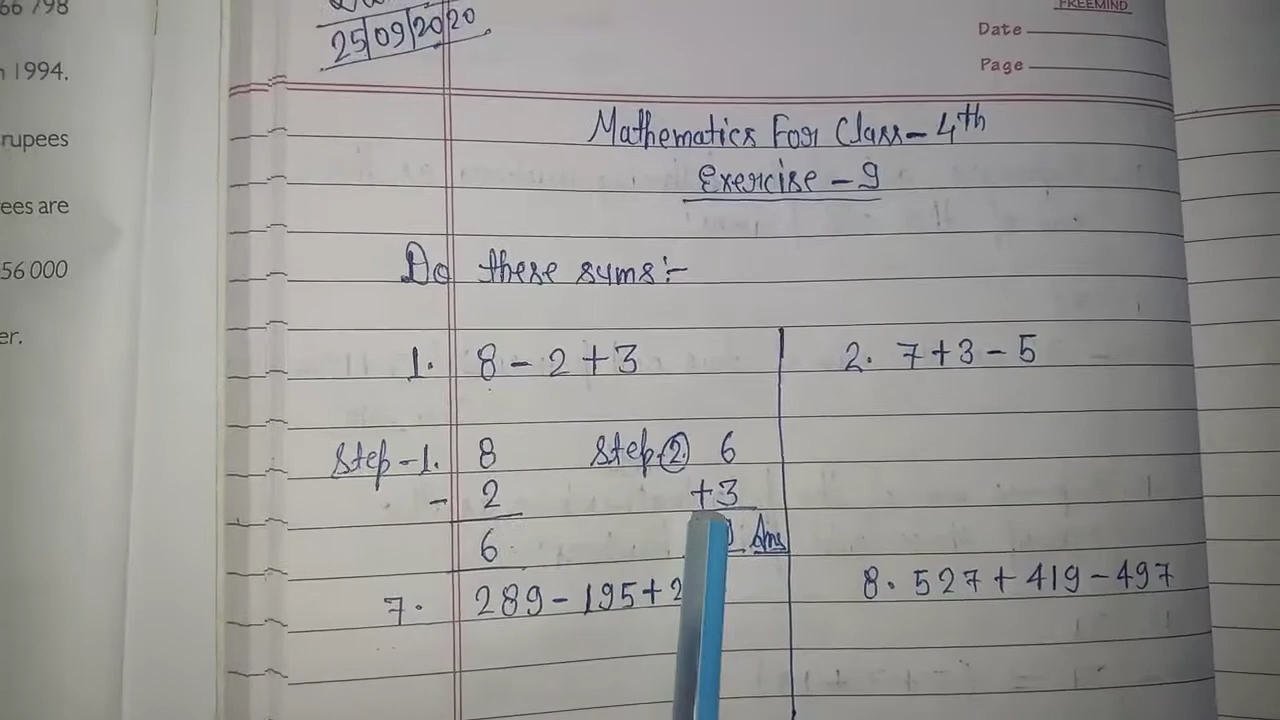 66 798
1994.
rupees
ees are
56 000
er.
25/09/2020
FREEMIND
Date
Page
Mathematics For Class-4th
Exercise-9
Do these sums:-
1. 8-2+3
2. 7+3-5
Step-1. 8 Step-② 6
- 2 +3
6 Ans
7. 289-195+2
8. 527+419-497